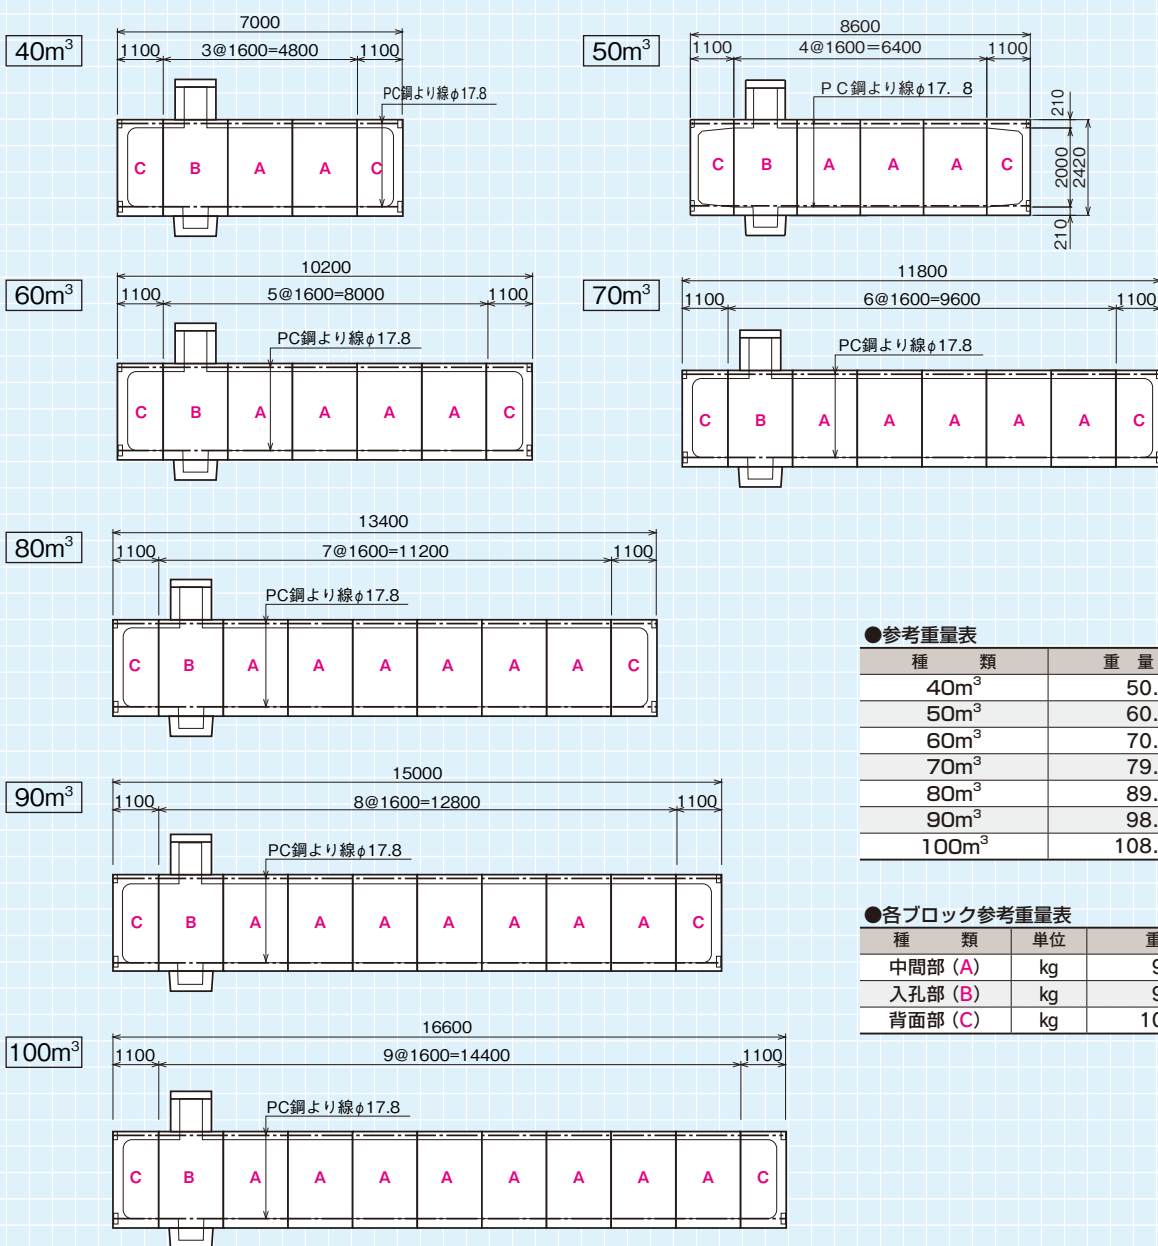 40m³
7000
1100 3@1600=4800 1100
PC鋼より線φ17.8
C B A A C
50m³
8600
1100 4@1600=6400 1100
PC鋼より線φ17.8
C B A A A C
210
2000
2420
210
60m³
10200
1100 5@1600=8000 1100
PC鋼より線φ17.8
C B A A A A C
70m³
11800
1100 6@1600=9600 1100
PC鋼より線φ17.8
C B A A A A A C
80m³
13400
1100 7@1600=11200 1100
PC鋼より線φ17.8
C B A A A A A A C
90m³
15000
1100 8@1600=12800 1100
PC鋼より線φ17.8
C B A A A A A A A C
100m³
16600
1100 9@1600=14400 1100
PC鋼より線φ17.8
C B A A A A A A A A C
●参考重量表
種 類 重 量
40m³ 50.
50m³ 60.
60m³ 70.
70m³ 79.
80m³ 89.
90m³ 98.
100m³ 108.
●各ブロック参考重量表
種 類 単位 重
中間部（A） kg 9
入孔部（B） kg 9
背面部（C） kg 10